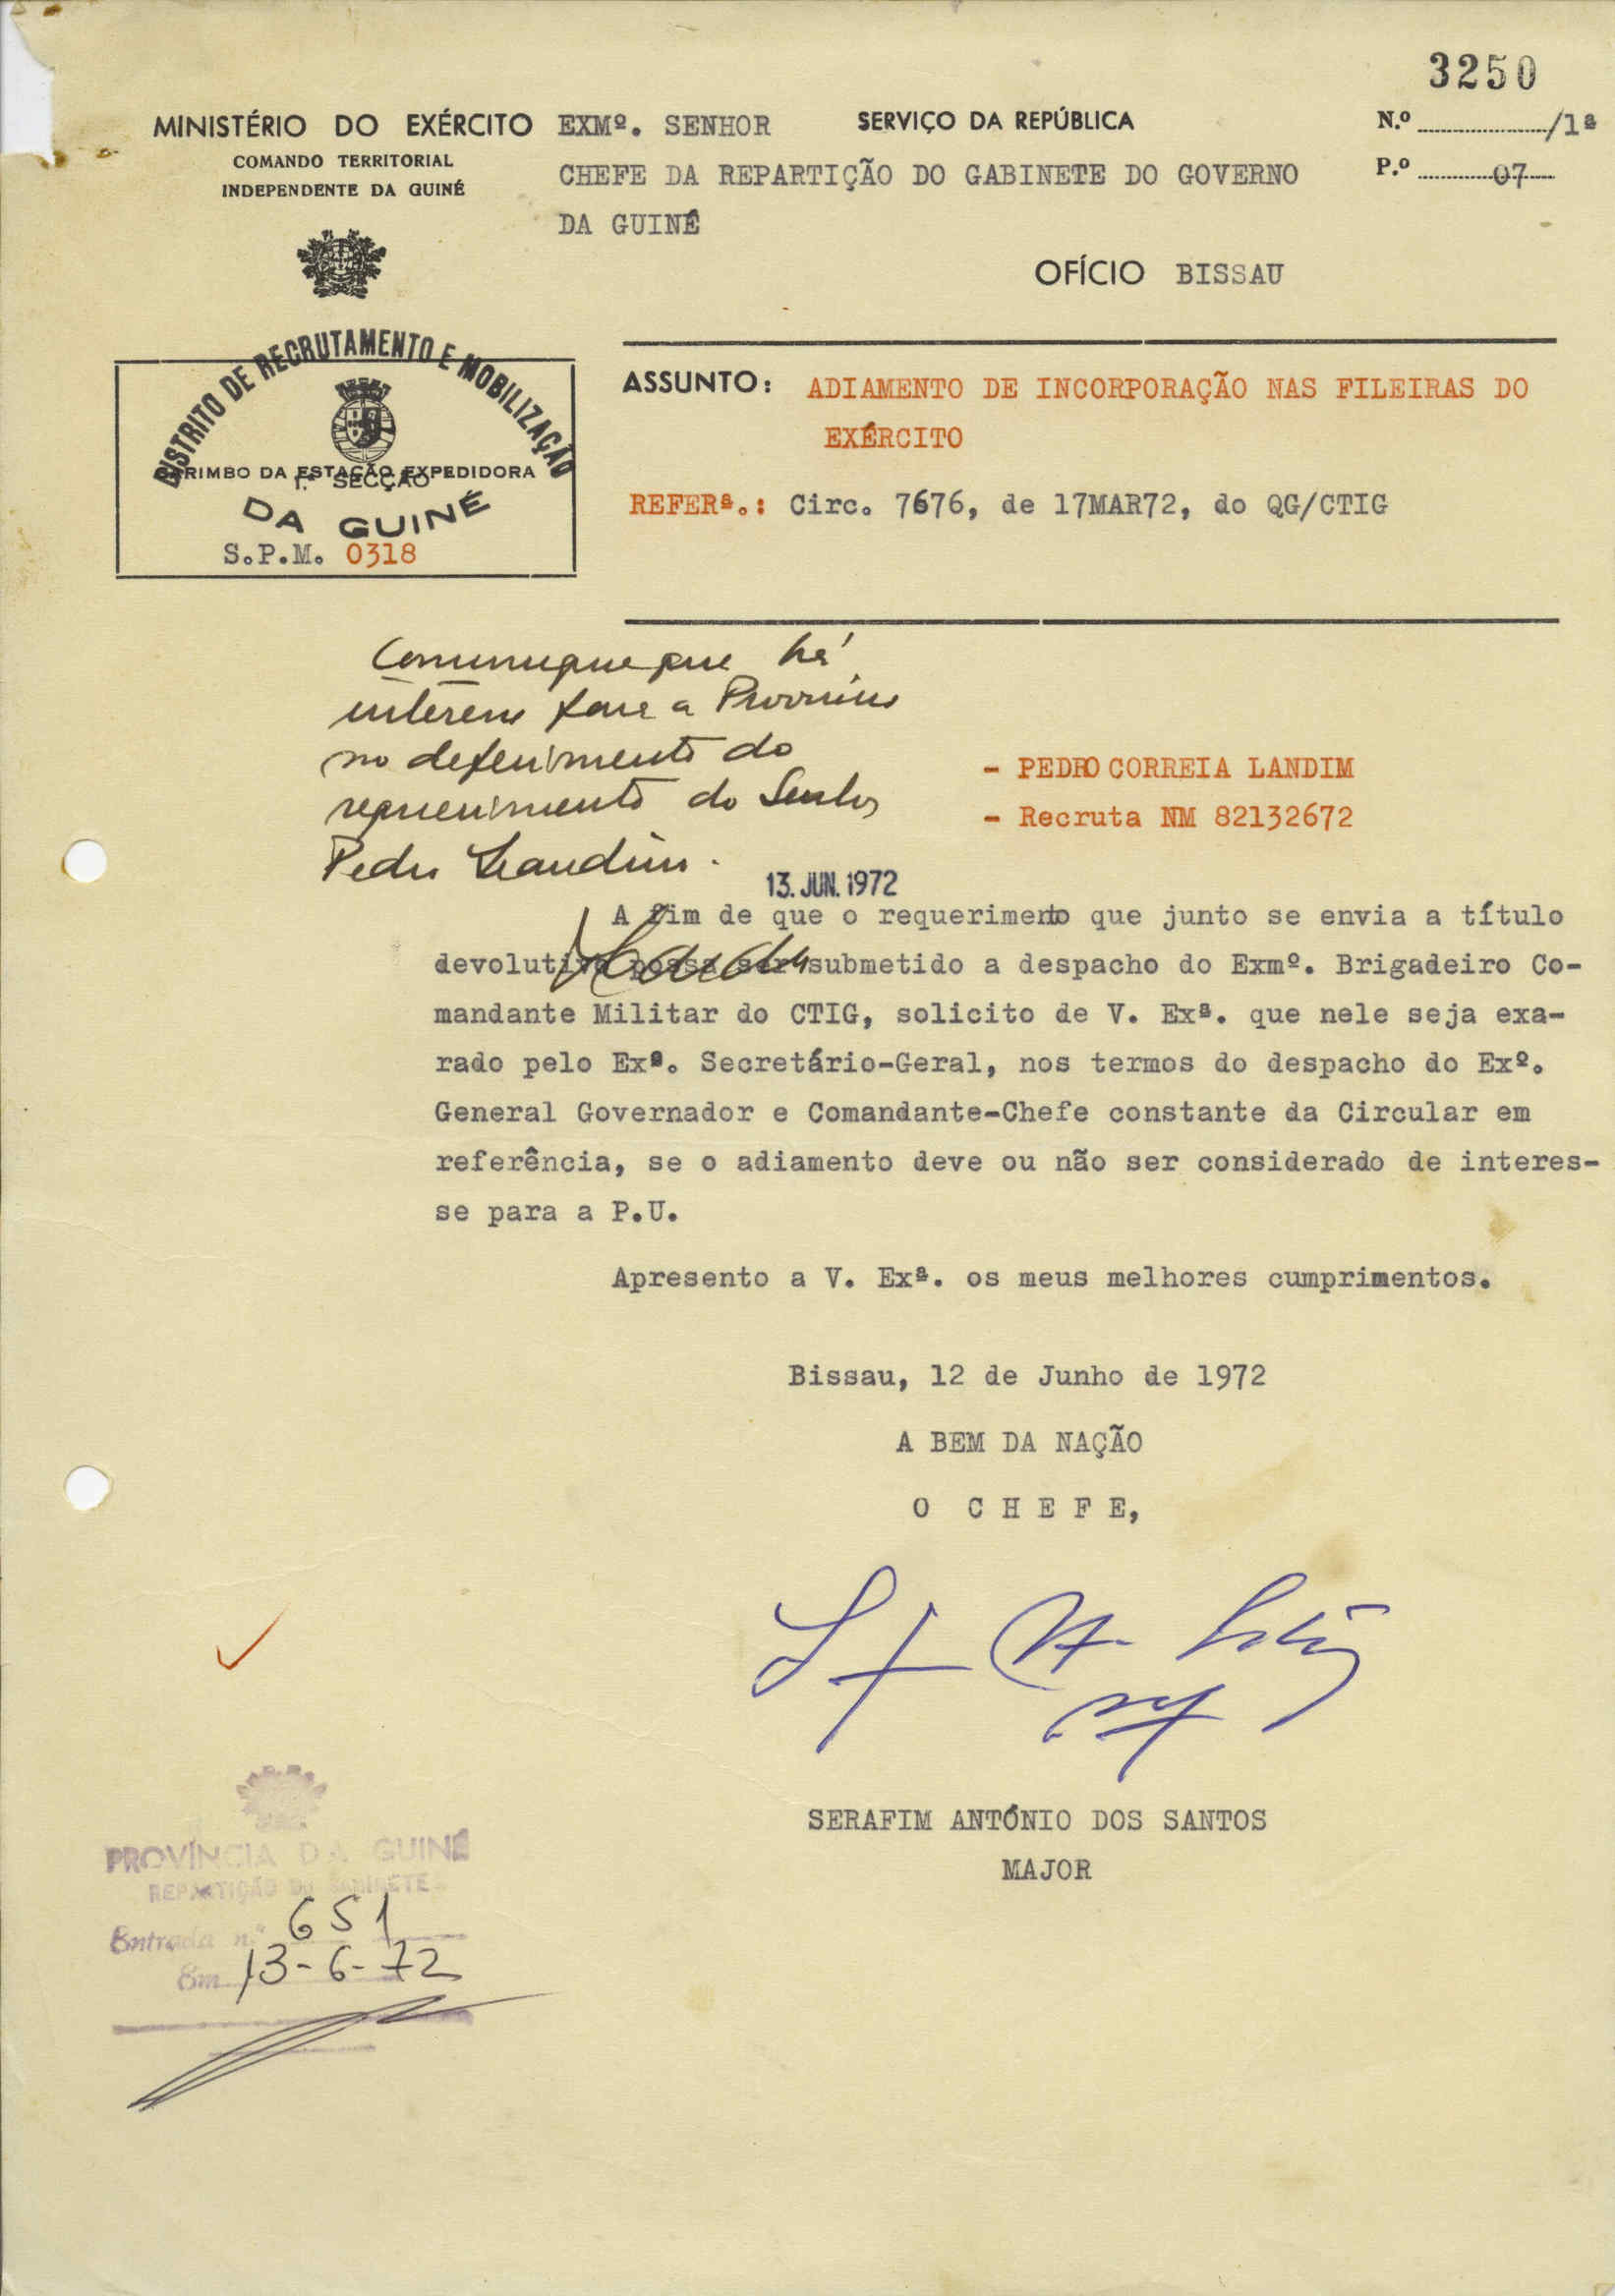 3250
MINISTÉRIO DO EXÉRCITO
COMANDO TERRITORIAL
INDEPENDENTE DA GUINÉ
EXMº. SENHOR
SERVIÇO DA REPÚBLICA
CHEFE DA REPARTIÇÃO DO GABINETE DO GOVERNO
DA GUINÉ
N.º /1ª
P.º 07
OFÍCIO BISSAU
DISTRITO DE RECRUTAMENTO E MOBILIZAÇÃO
CARIMBO DA ESTAÇÃO EXPEDIDORA
1.ª SECÇÃO
DA GUINÉ
S.P.M. 0318
ASSUNTO: ADIAMENTO DE INCORPORAÇÃO NAS FILEIRAS DO
EXÉRCITO
REFERª.: Circ. 7676, de 17MAR72, do QG/CTIG
Comunique que há
interesse para a Província
no deferimento do
requerimento do Senhor
Pedro Landim.
- PEDRO CORREIA LANDIM
- Recruta NM 82132672
13. JUN. 1972
A fim de que o requerimento que junto se envia a título
devolutivo possa ser submetido a despacho do Exmº. Brigadeiro Co-
mandante Militar do CTIG, solicito de V. Exª. que nele seja exa-
rado pelo Exª. Secretário-Geral, nos termos do despacho do Exº.
General Governador e Comandante-Chefe constante da Circular em
referência, se o adiamento deve ou não ser considerado de interes-
se para a P.U.
Apresento a V. Exª. os meus melhores cumprimentos.
Bissau, 12 de Junho de 1972
A BEM DA NAÇÃO
O CHEFE,
SERAFIM ANTÓNIO DOS SANTOS
MAJOR
PROVÍNCIA DA GUINÉ
REPARTIÇÃO DO GABINETE
Entrada n.º 651
Em 13-6-72